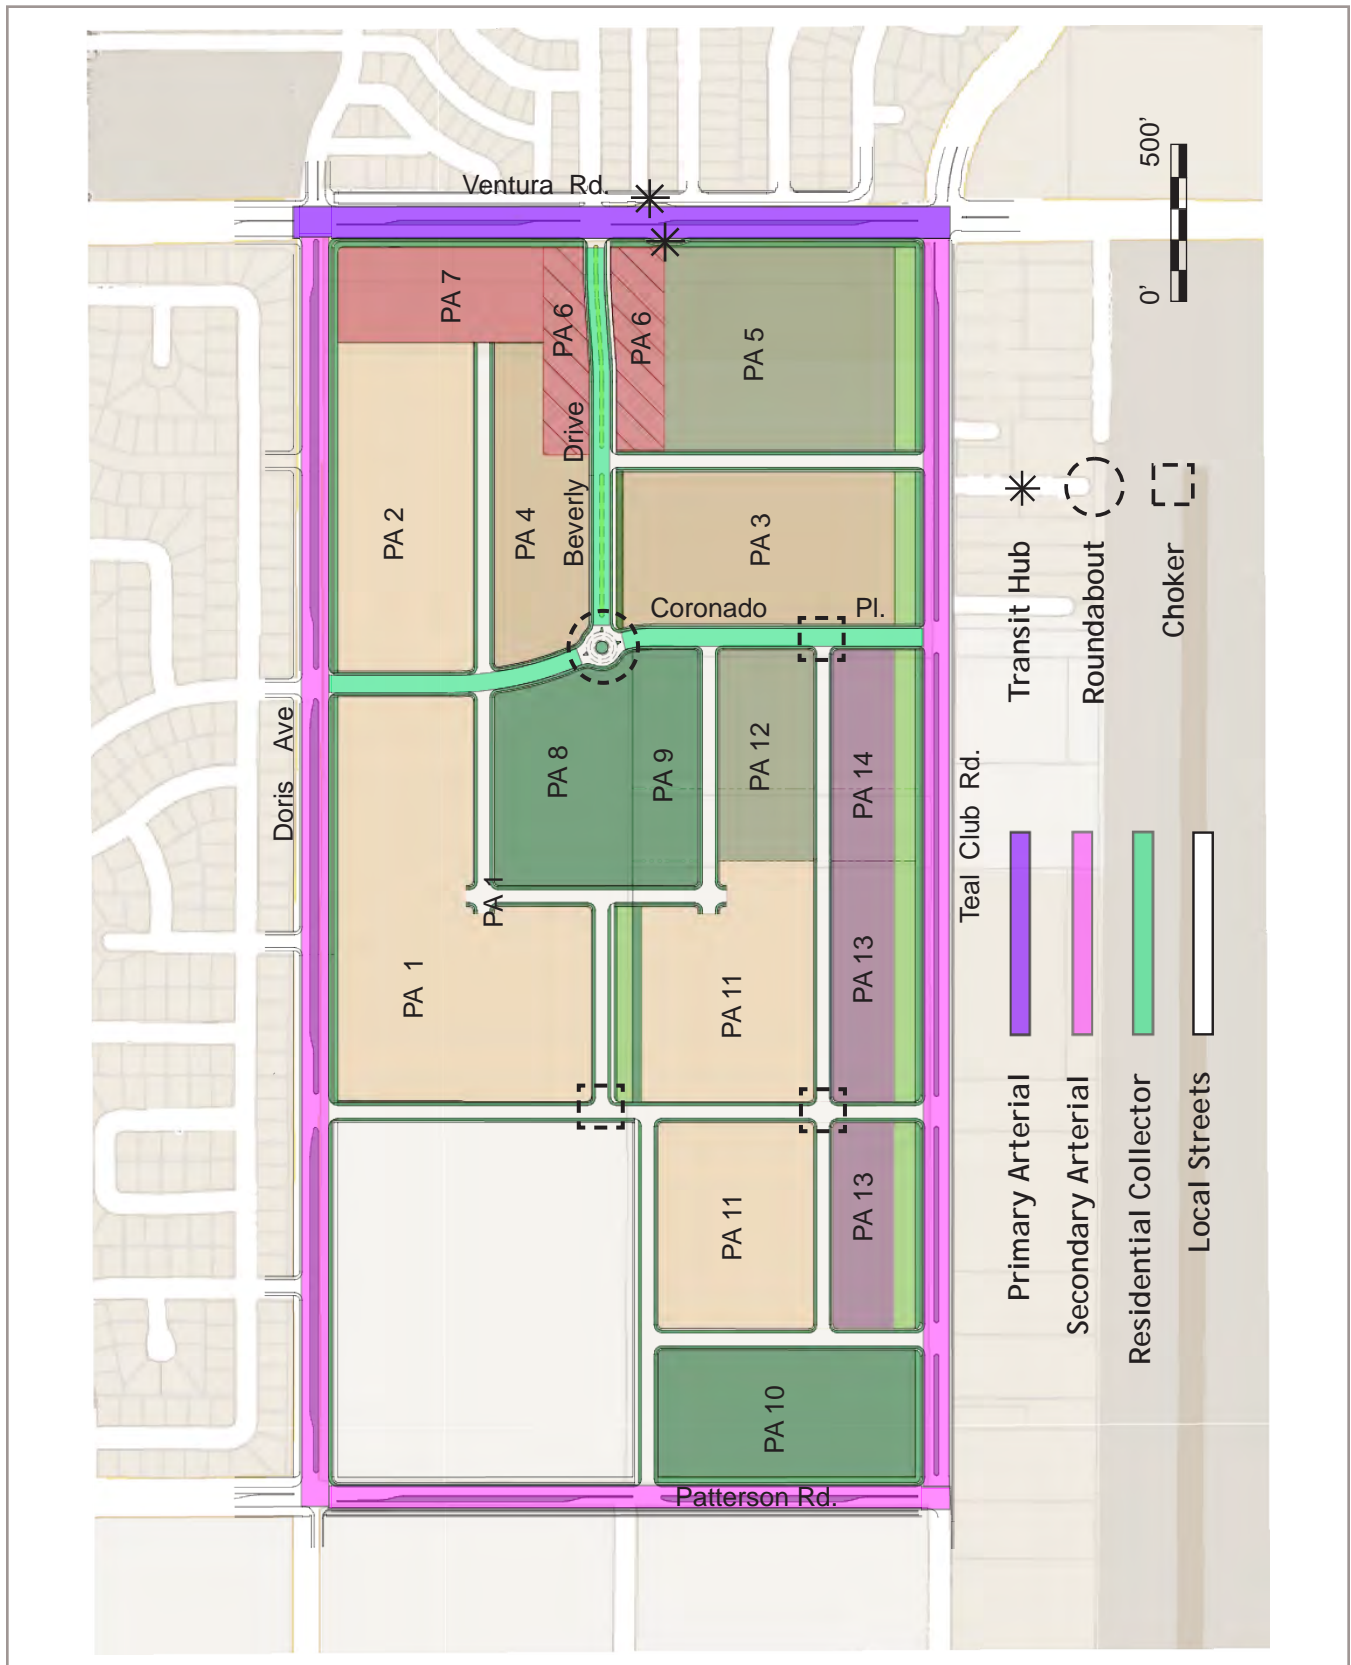 Ventura Rd.
500'
0'
PA 7
PA 6
PA 6
PA 5
PA 2
PA 4
Beverly Drive
PA 3
Coronado Pl.
Doris Ave
PA 8
PA 9
PA 12
PA 14
PA 1
PA 1
PA 11
PA 13
PA 11
PA 13
PA 10
Teal Club Rd.
Patterson Rd.
Transit Hub
Roundabout
Choker
Primary Arterial
Secondary Arterial
Residential Collector
Local Streets